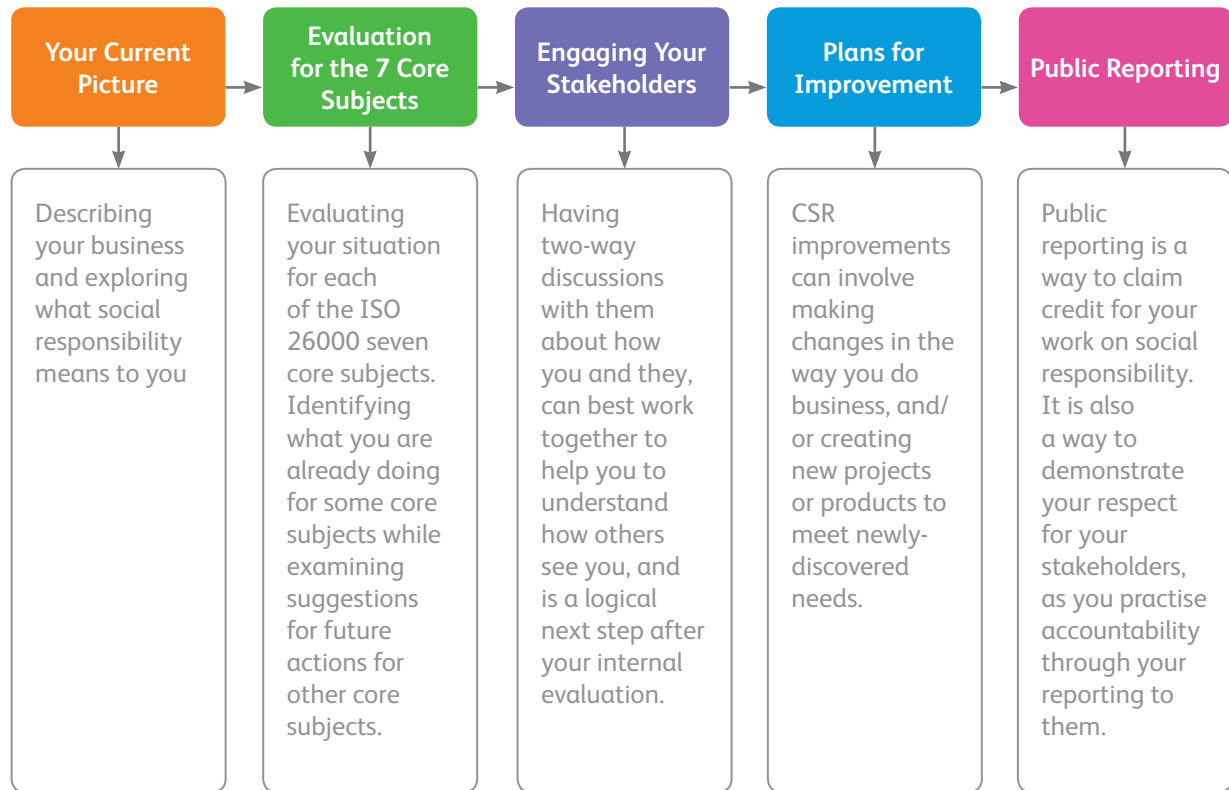 Your Current
Picture
Evaluation
for the 7 Core
Subjects
Engaging Your
Stakeholders
Plans for
Improvement
Public Reporting
Describing
your business
and exploring
what social
responsibility
means to you
Evaluating
your situation
for each
of the ISO
26000 seven
core subjects.
Identifying
what you are
already doing
for some core
subjects while
examining
suggestions
for future
actions for
other core
subjects.
Having
two-way
discussions
with them
about how
you and they,
can best work
together to
help you to
understand
how others
see you, and
is a logical
next step after
your internal
evaluation.
CSR
improvements
can involve
making
changes in the
way you do
business, and/
or creating
new projects
or products to
meet newly-
discovered
needs.
Public
reporting is a
way to claim
credit for your
work on social
responsibility.
It is also
a way to
demonstrate
your respect
for your
stakeholders,
as you practise
accountability
through your
reporting to
them.